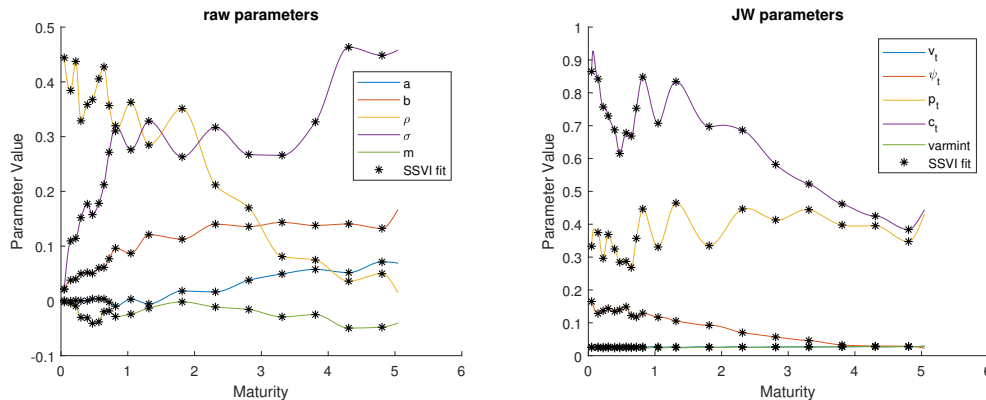 raw parameters
0.5
0.4
0.3
0.2
0.1
0
-0.1
Parameter Value
0 1 2 3 4 5 6
Maturity
a
b
ρ
σ
m
SSVI fit
JW parameters
1
0.9
0.8
0.7
0.6
0.5
0.4
0.3
0.2
0.1
0
Parameter Value
0 1 2 3 4 5 6
Maturity
v_t
ψ_t
p_t
c_t
varmint
SSVI fit